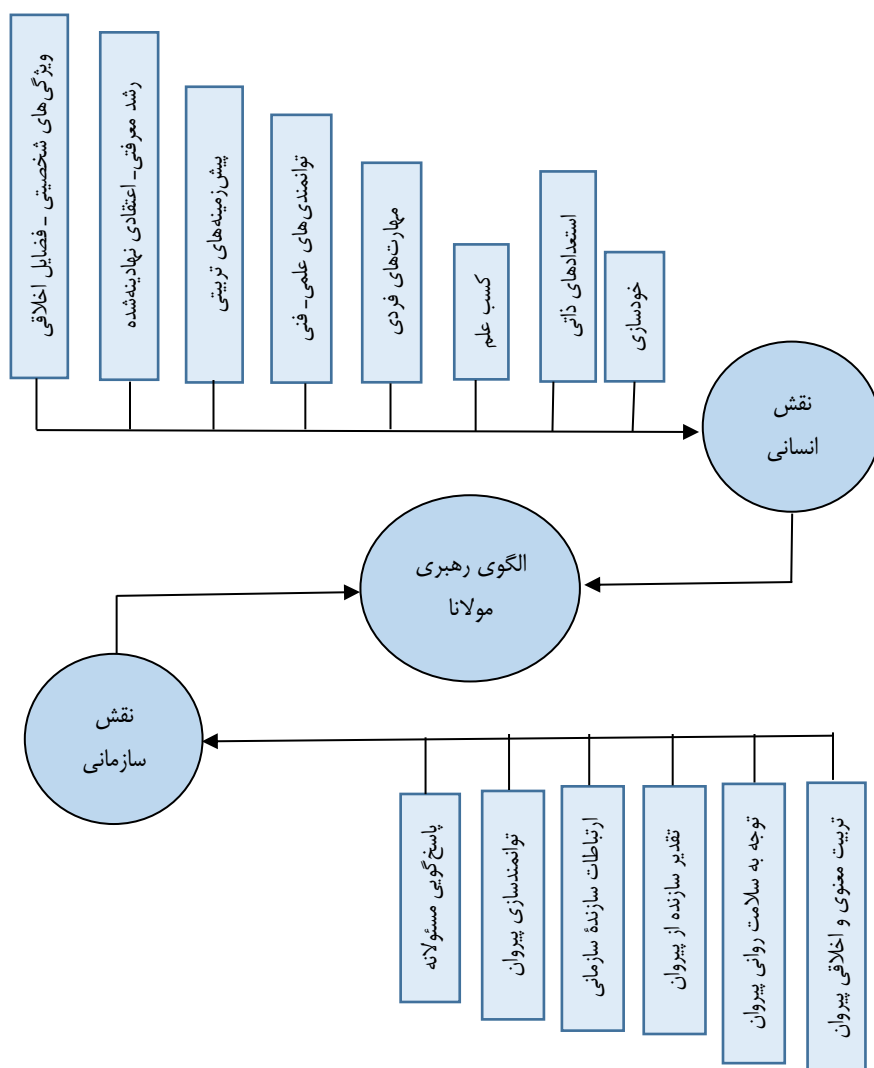 ویژگی‌های شخصیتی - فضایل اخلاقی
رشد معرفتی- اعتقادی نهادینه‌شده
پیش‌زمینه‌های تربیتی
توانمندی‌های علمی- فنی
مهارت‌های فردی
کسب علم
استعدادهای ذاتی
خودسازی
نقش
انسانی
الگوی رهبری
مولانا
نقش
سازمانی
پاسخ‌گویی مسئولانه
توانمندسازی پیروان
ارتباطات سازندهٔ سازمانی
تقدیر سازنده از پیروان
توجه به سلامت روانی پیروان
تربیت معنوی و اخلاقی پیروان